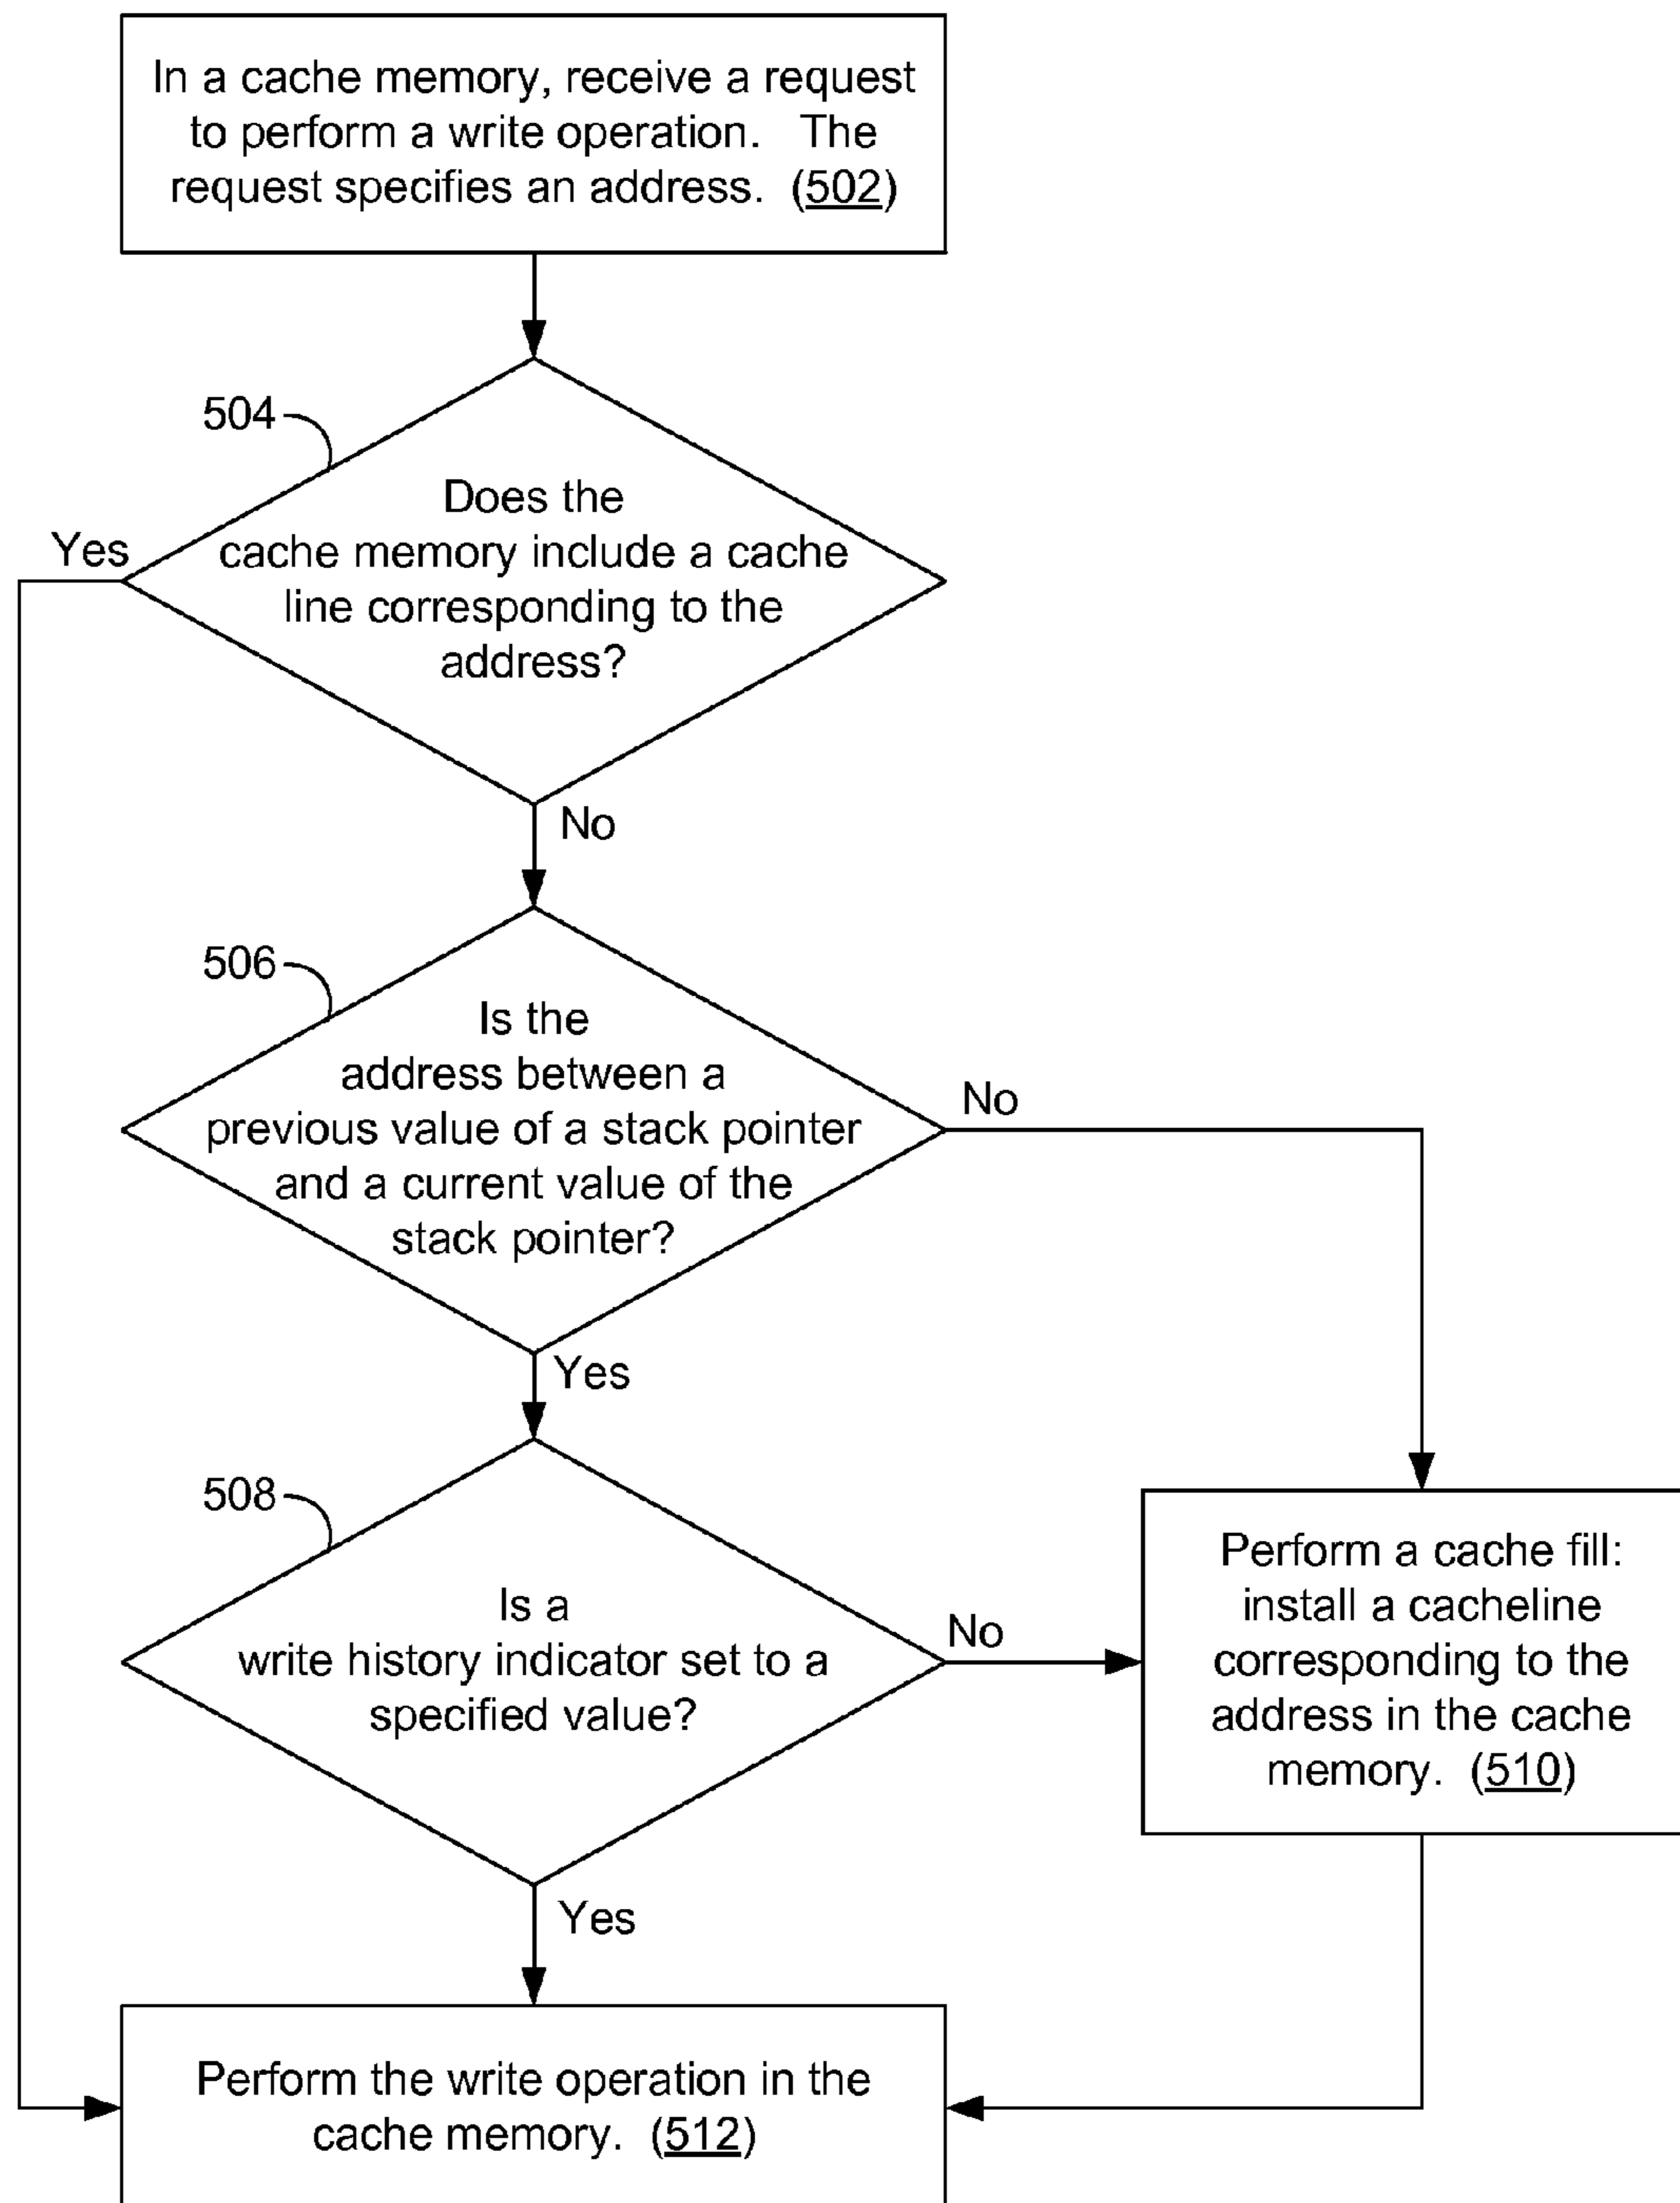 In a cache memory, receive a request
to perform a write operation. The
request specifies an address. (502)
504
Does the
cache memory include a cache
line corresponding to the
address?
Yes
No
506
Is the
address between a
previous value of a stack pointer
and a current value of the
stack pointer?
No
Yes
508
Is a
write history indicator set to a
specified value?
No
Yes
Perform a cache fill:
install a cacheline
corresponding to the
address in the cache
memory. (510)
Perform the write operation in the
cache memory. (512)